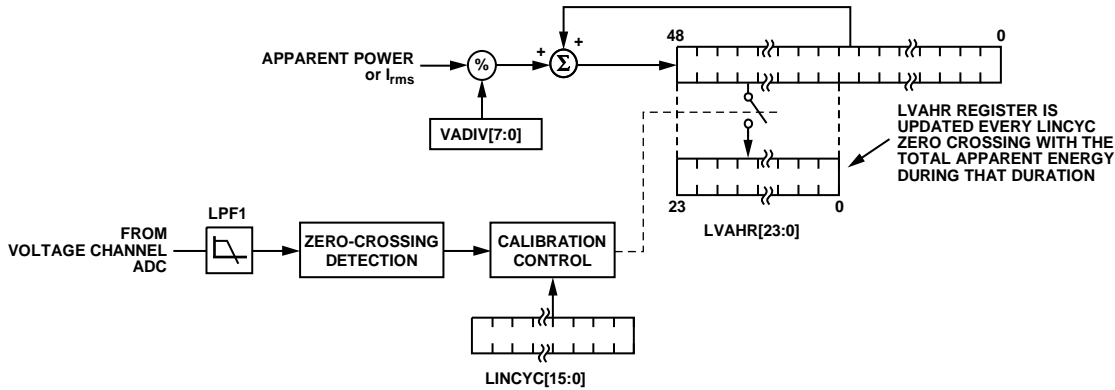 48
0
APPARENT POWER
or Irms
%
+
Σ
+
VADIV[7:0]
LVAHR REGISTER IS
UPDATED EVERY LINCYC
ZERO CROSSING WITH THE
TOTAL APPARENT ENERGY
DURING THAT DURATION
23
0
LVAHR[23:0]
LPF1
FROM
VOLTAGE CHANNEL
ADC
ZERO-CROSSING
DETECTION
CALIBRATION
CONTROL
LINCYC[15:0]